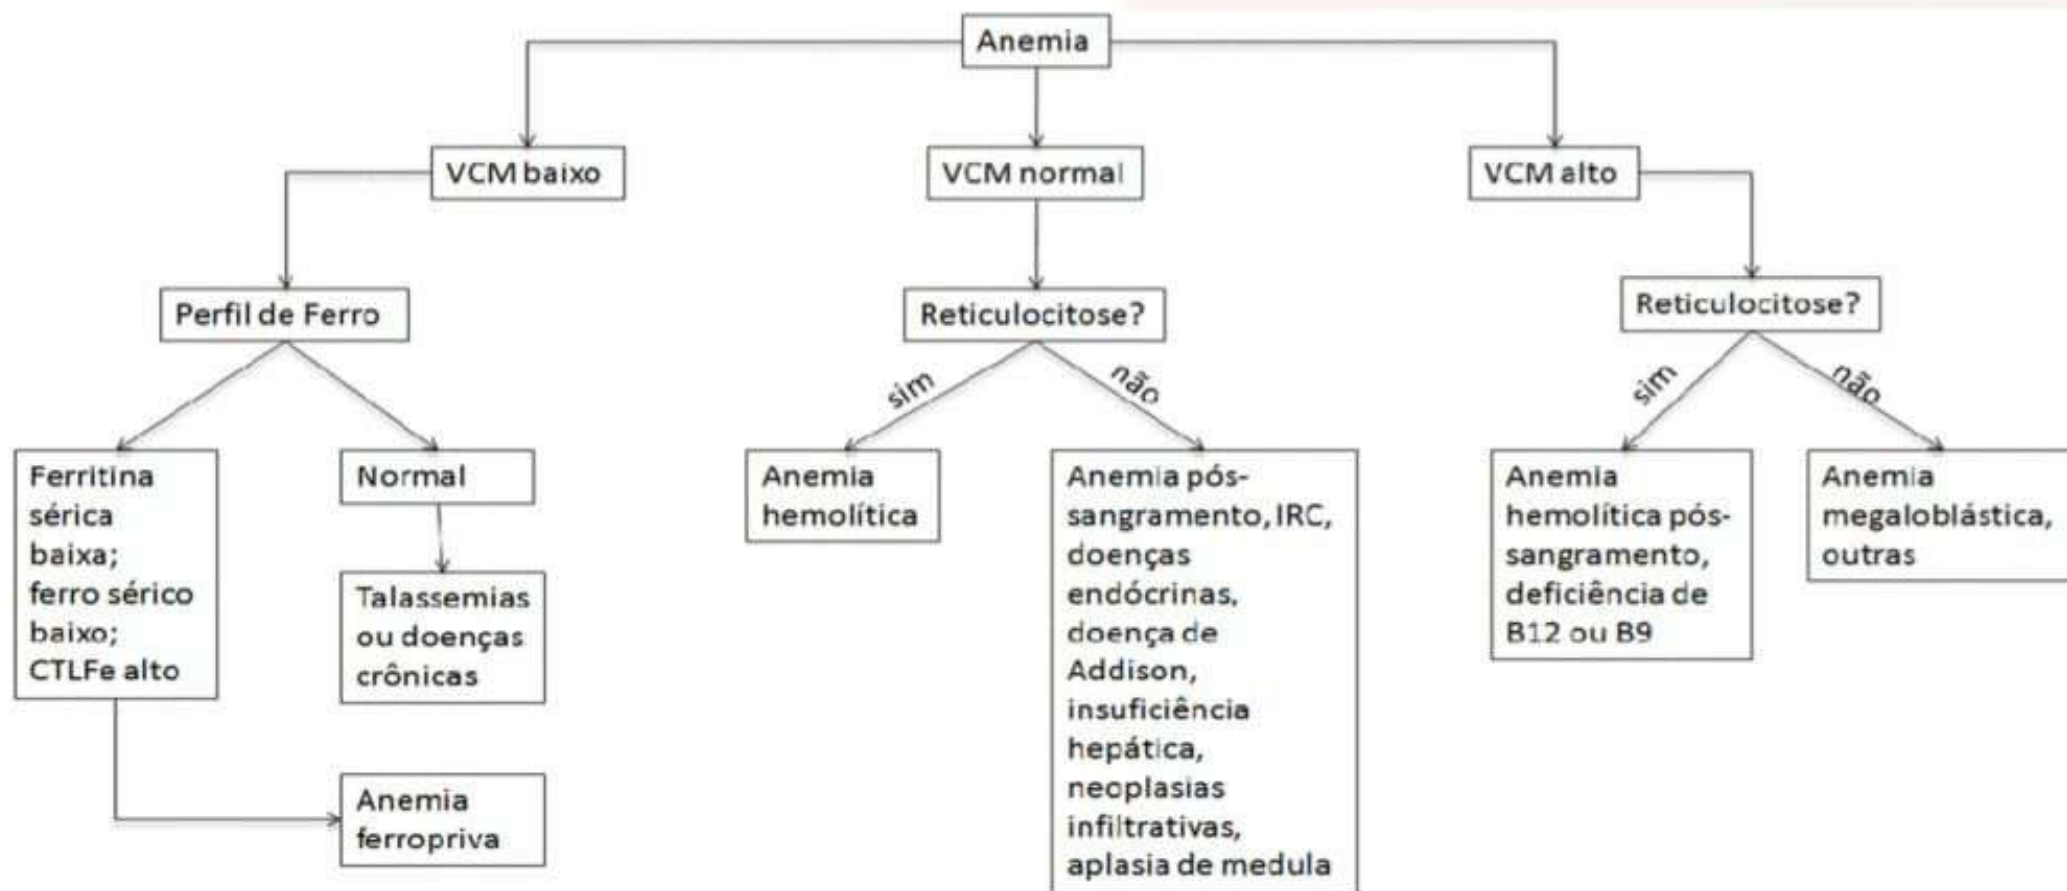 Anemia
VCM baixo
VCM normal
VCM alto
Perfil de Ferro
Reticulocitose?
Reticulocitose?
sim
não
sim
não
Ferritina
sérica
baixa;
ferro sérico
baixo;
CTLFe alto
Normal
Talassemias
ou doenças
crônicas
Anemia
ferropriva
Anemia
hemolítica
Anemia pós-
sangramento, IRC,
doenças
endócrinas,
doença de
Addison,
insuficiência
hepática,
neoplasias
infiltrativas,
aplasia de medula
Anemia
hemolítica pós-
sangramento,
deficiência de
B12 ou B9
Anemia
megaloblástica,
outras